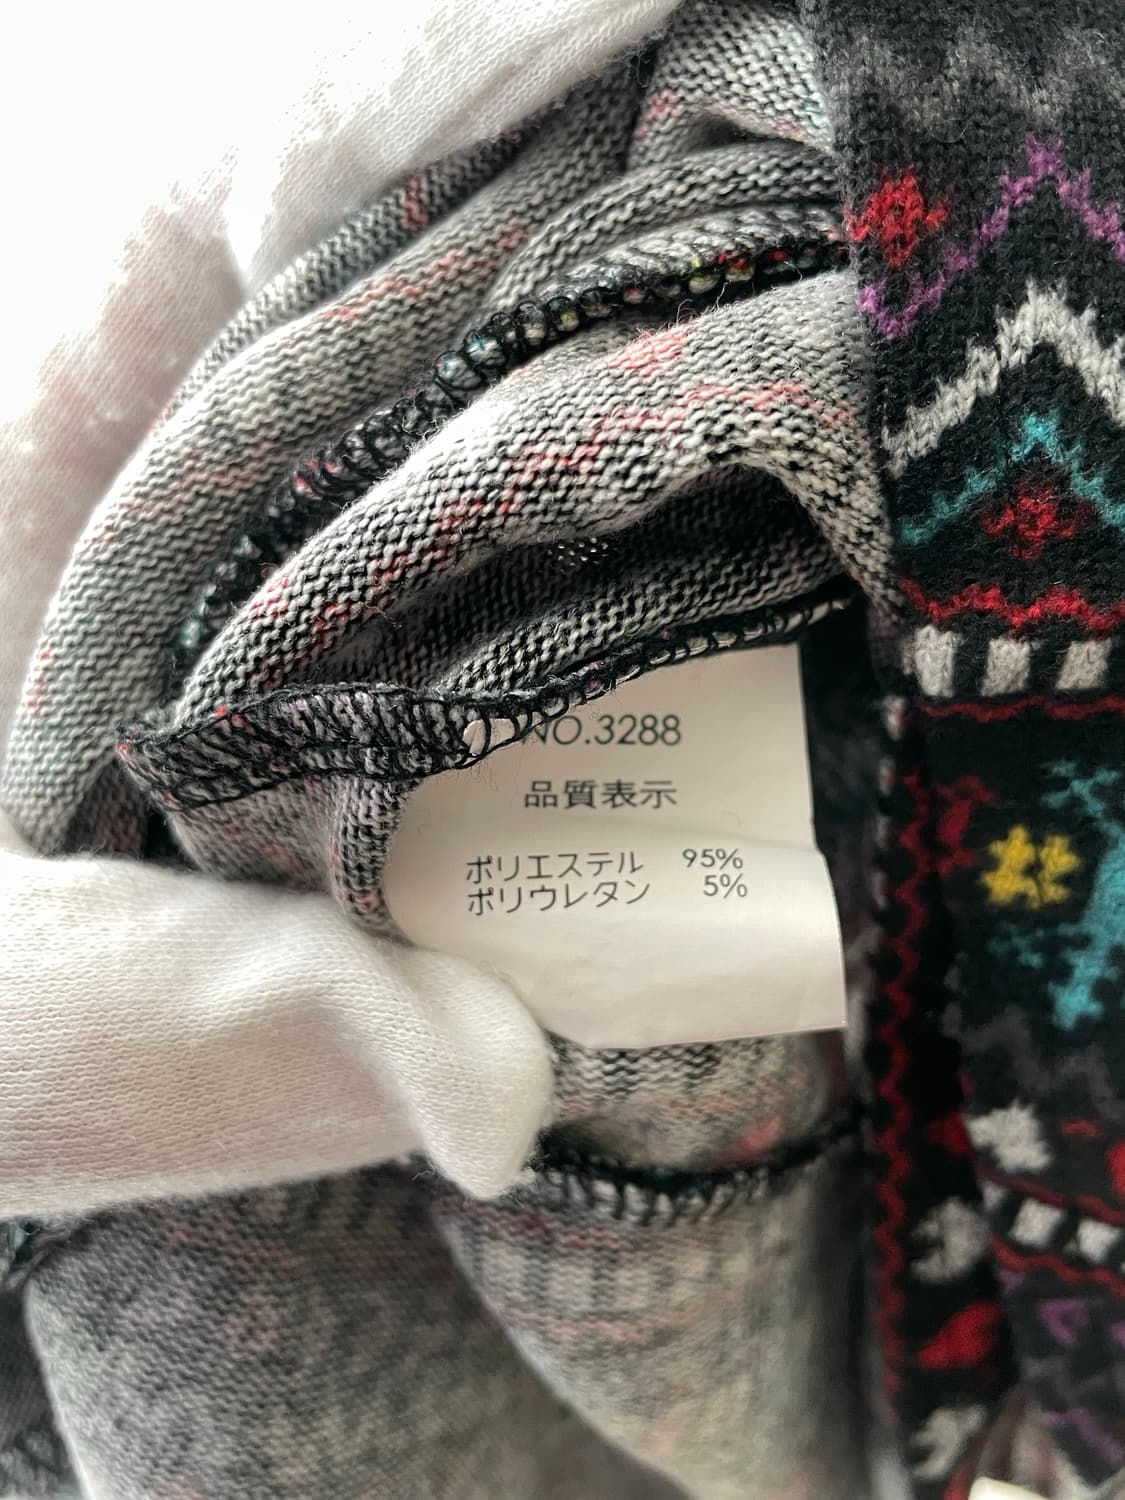 NO.3288
品質表示
ポリエステル 95%
ポリウレタン 5%